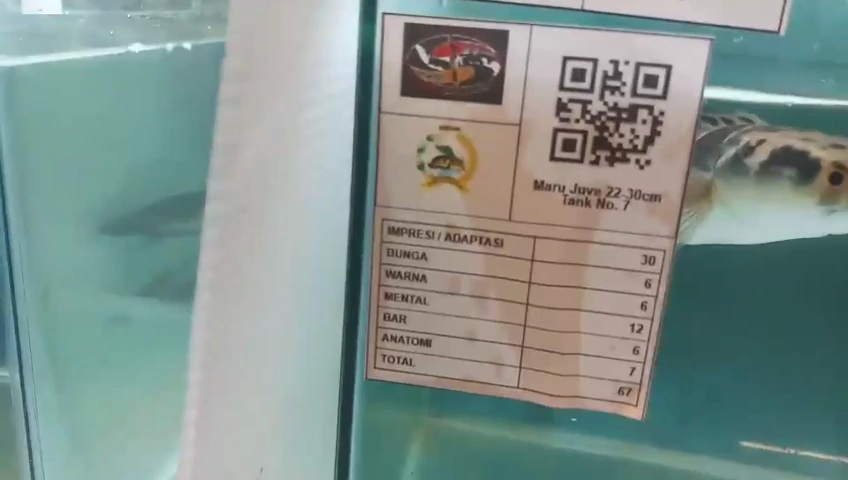 Maru Juve 22-30cm
Tank No. 7
IMPRESI / ADAPTASI 30
BUNGA 6
WARNA 6
MENTAL 12
BAR 6
ANATOMI 7
TOTAL 67